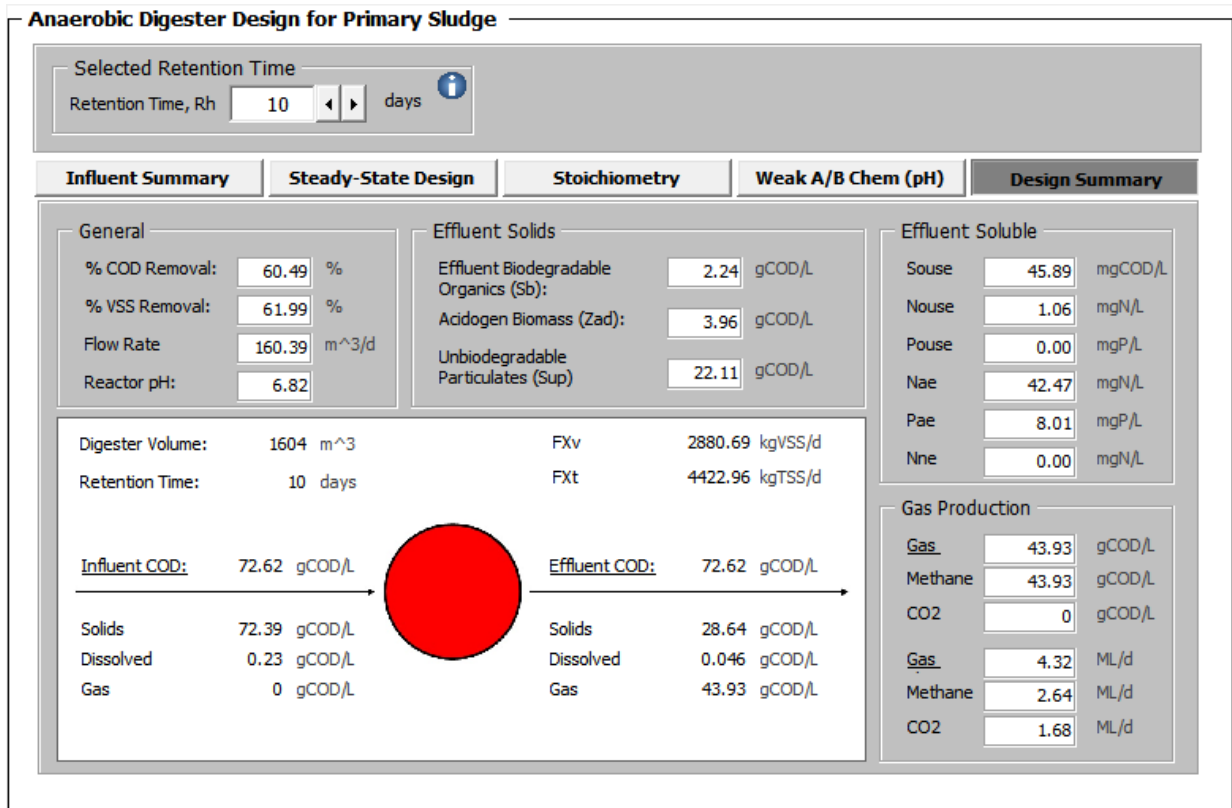 Anaerobic Digester Design for Primary Sludge
Selected Retention Time
Retention Time, Rh 10 days
Influent Summary Steady-State Design Stoichiometry Weak A/B Chem (pH) Design Summary
General
% COD Removal: 60.49 %
% VSS Removal: 61.99 %
Flow Rate 160.39 m^3/d
Reactor pH: 6.82
Effluent Solids
Effluent Biodegradable
Organics (Sb): 2.24 gCOD/L
Acidogen Biomass (Zad): 3.96 gCOD/L
Unbiodegradable
Particulates (Sup) 22.11 gCOD/L
Effluent Soluble
Souse 45.89 mgCOD/L
Nouse 1.06 mgN/L
Pouse 0.00 mgP/L
Nae 42.47 mgN/L
Pae 8.01 mgP/L
Nne 0.00 mgN/L
Digester Volume: 1604 m^3
Retention Time: 10 days
FXv 2880.69 kgVSS/d
FXt 4422.96 kgTSS/d
Influent COD: 72.62 gCOD/L
Solids 72.39 gCOD/L
Dissolved 0.23 gCOD/L
Gas 0 gCOD/L
Effluent COD: 72.62 gCOD/L
Solids 28.64 gCOD/L
Dissolved 0.046 gCOD/L
Gas 43.93 gCOD/L
Gas Production
Gas 43.93 gCOD/L
Methane 43.93 gCOD/L
CO2 0 gCOD/L
Gas 4.32 ML/d
Methane 2.64 ML/d
CO2 1.68 ML/d